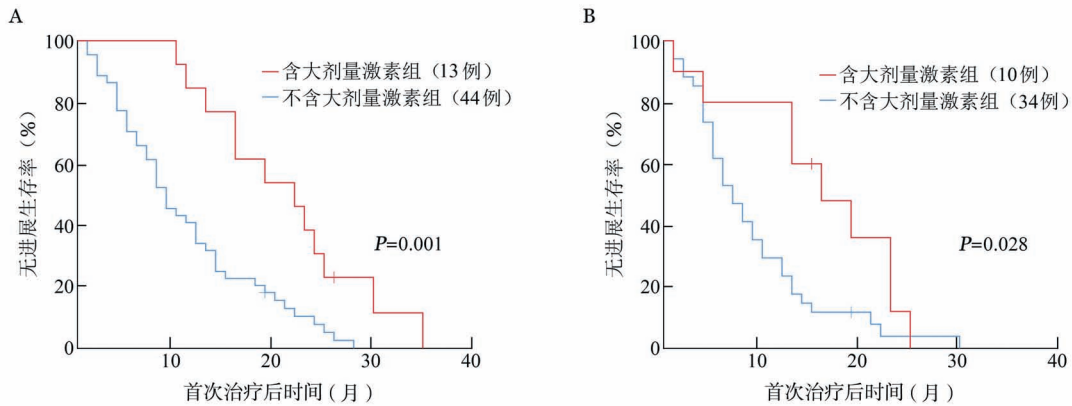 A
100
80
60
40
20
0
无进展生存率（%）
含大剂量激素组（13例）
不含大剂量激素组（44例）
P=0.001
10
20
30
40
首次治疗后时间（月）
B
100
80
60
40
20
0
无进展生存率（%）
含大剂量激素组（10例）
不含大剂量激素组（34例）
P=0.028
10
20
30
40
首次治疗后时间（月）